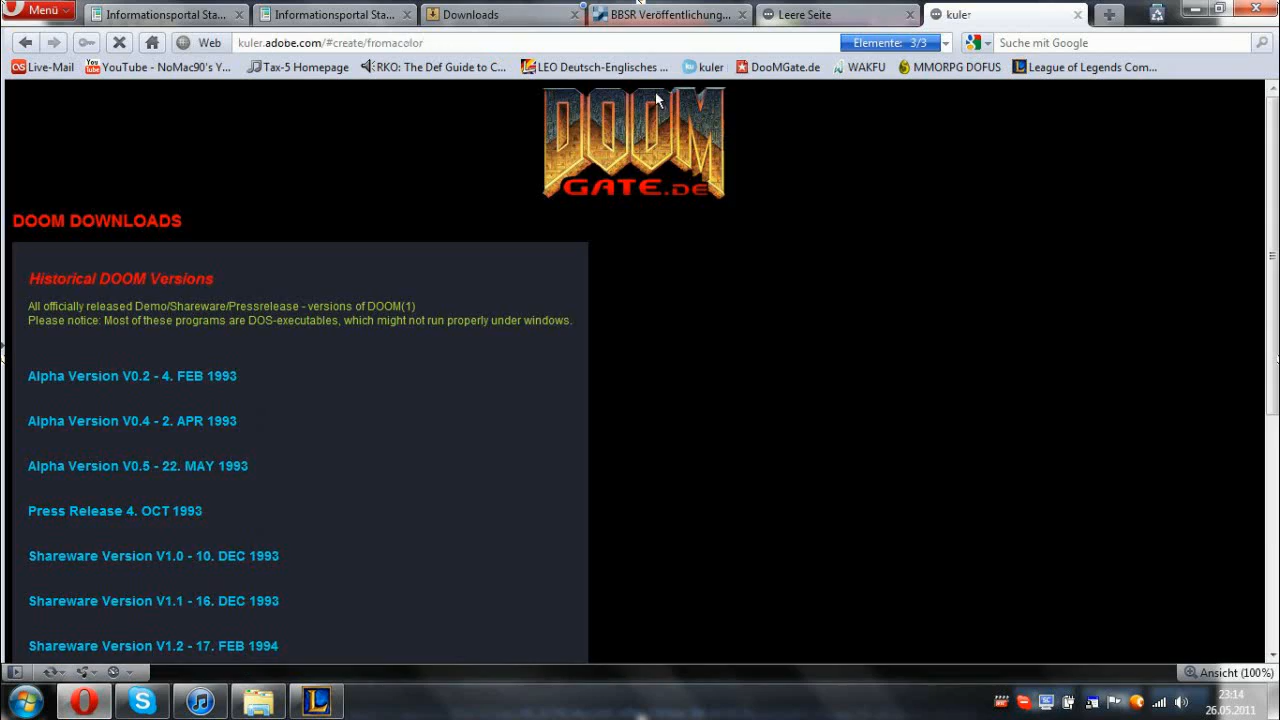 Menü
Informationsportal Sta...
Informationsportal Sta...
Downloads
BBSR Veröffentlichung...
Leere Seite
kuler
Web
kuler.adobe.com/#create/fromacolor
Elemente: 3/3
Suche mit Google
Live-Mail
YouTube - NoMac90's Y...
Tax-5 Homepage
RKO: The Def Guide to C...
LEO Deutsch-Englisches ...
kuler
DooMGate.de
WAKFU
MMORPG DOFUS
League of Legends Com...
DOOM
GATE.DE
DOOM DOWNLOADS
Historical DOOM Versions
All officially released Demo/Shareware/Pressrelease - versions of DOOM(1)
Please notice: Most of these programs are DOS-executables, which might not run properly under windows.
Alpha Version V0.2 - 4. FEB 1993
Alpha Version V0.4 - 2. APR 1993
Alpha Version V0.5 - 22. MAY 1993
Press Release 4. OCT 1993
Shareware Version V1.0 - 10. DEC 1993
Shareware Version V1.1 - 16. DEC 1993
Shareware Version V1.2 - 17. FEB 1994
Ansicht (100%)
23:14
26.05.2011